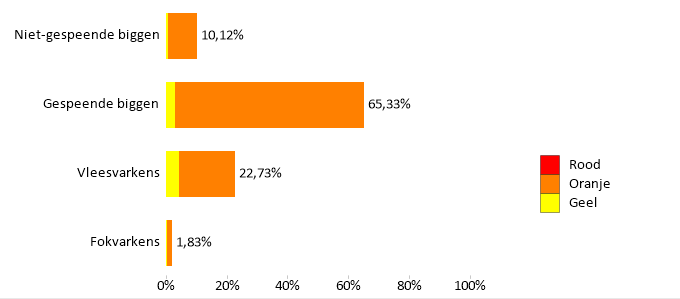 Niet-gespeende biggen 10,12%
Gespeende biggen 65,33%
Vleesvarkens 22,73%
Fokvarkens 1,83%
0% 20% 40% 60% 80% 100%
Rood
Oranje
Geel